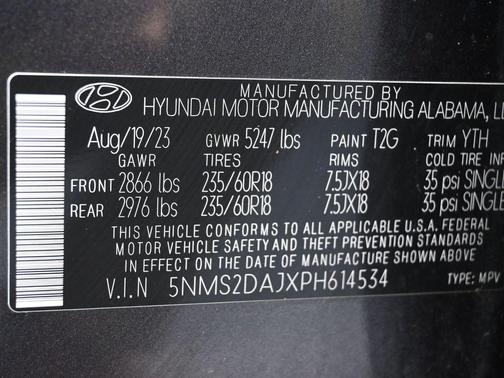 MANUFACTURED BY
HYUNDAI MOTOR MANUFACTURING ALABAMA,
Aug/19/23 GVWR 5247 lbs PAINT T2G TRIM YTH
GAWR TIRES RIMS COLD TIRE
FRONT 2866 lbs 235/60R18 7.5JX18 35 psi SINGLE
REAR 2976 lbs 235/60R18 7.5JX18 35 psi SINGLE
THIS VEHICLE CONFORMS TO ALL APPLICABLE U.S.A. FEDERAL
MOTOR VEHICLE SAFETY AND THEFT PREVENTION STANDARDS
IN EFFECT ON THE DATE OF MANUFACTURE SHOWN ABOVE
V.I.N 5NMS2DAJXPH614534 TYPE: MPV